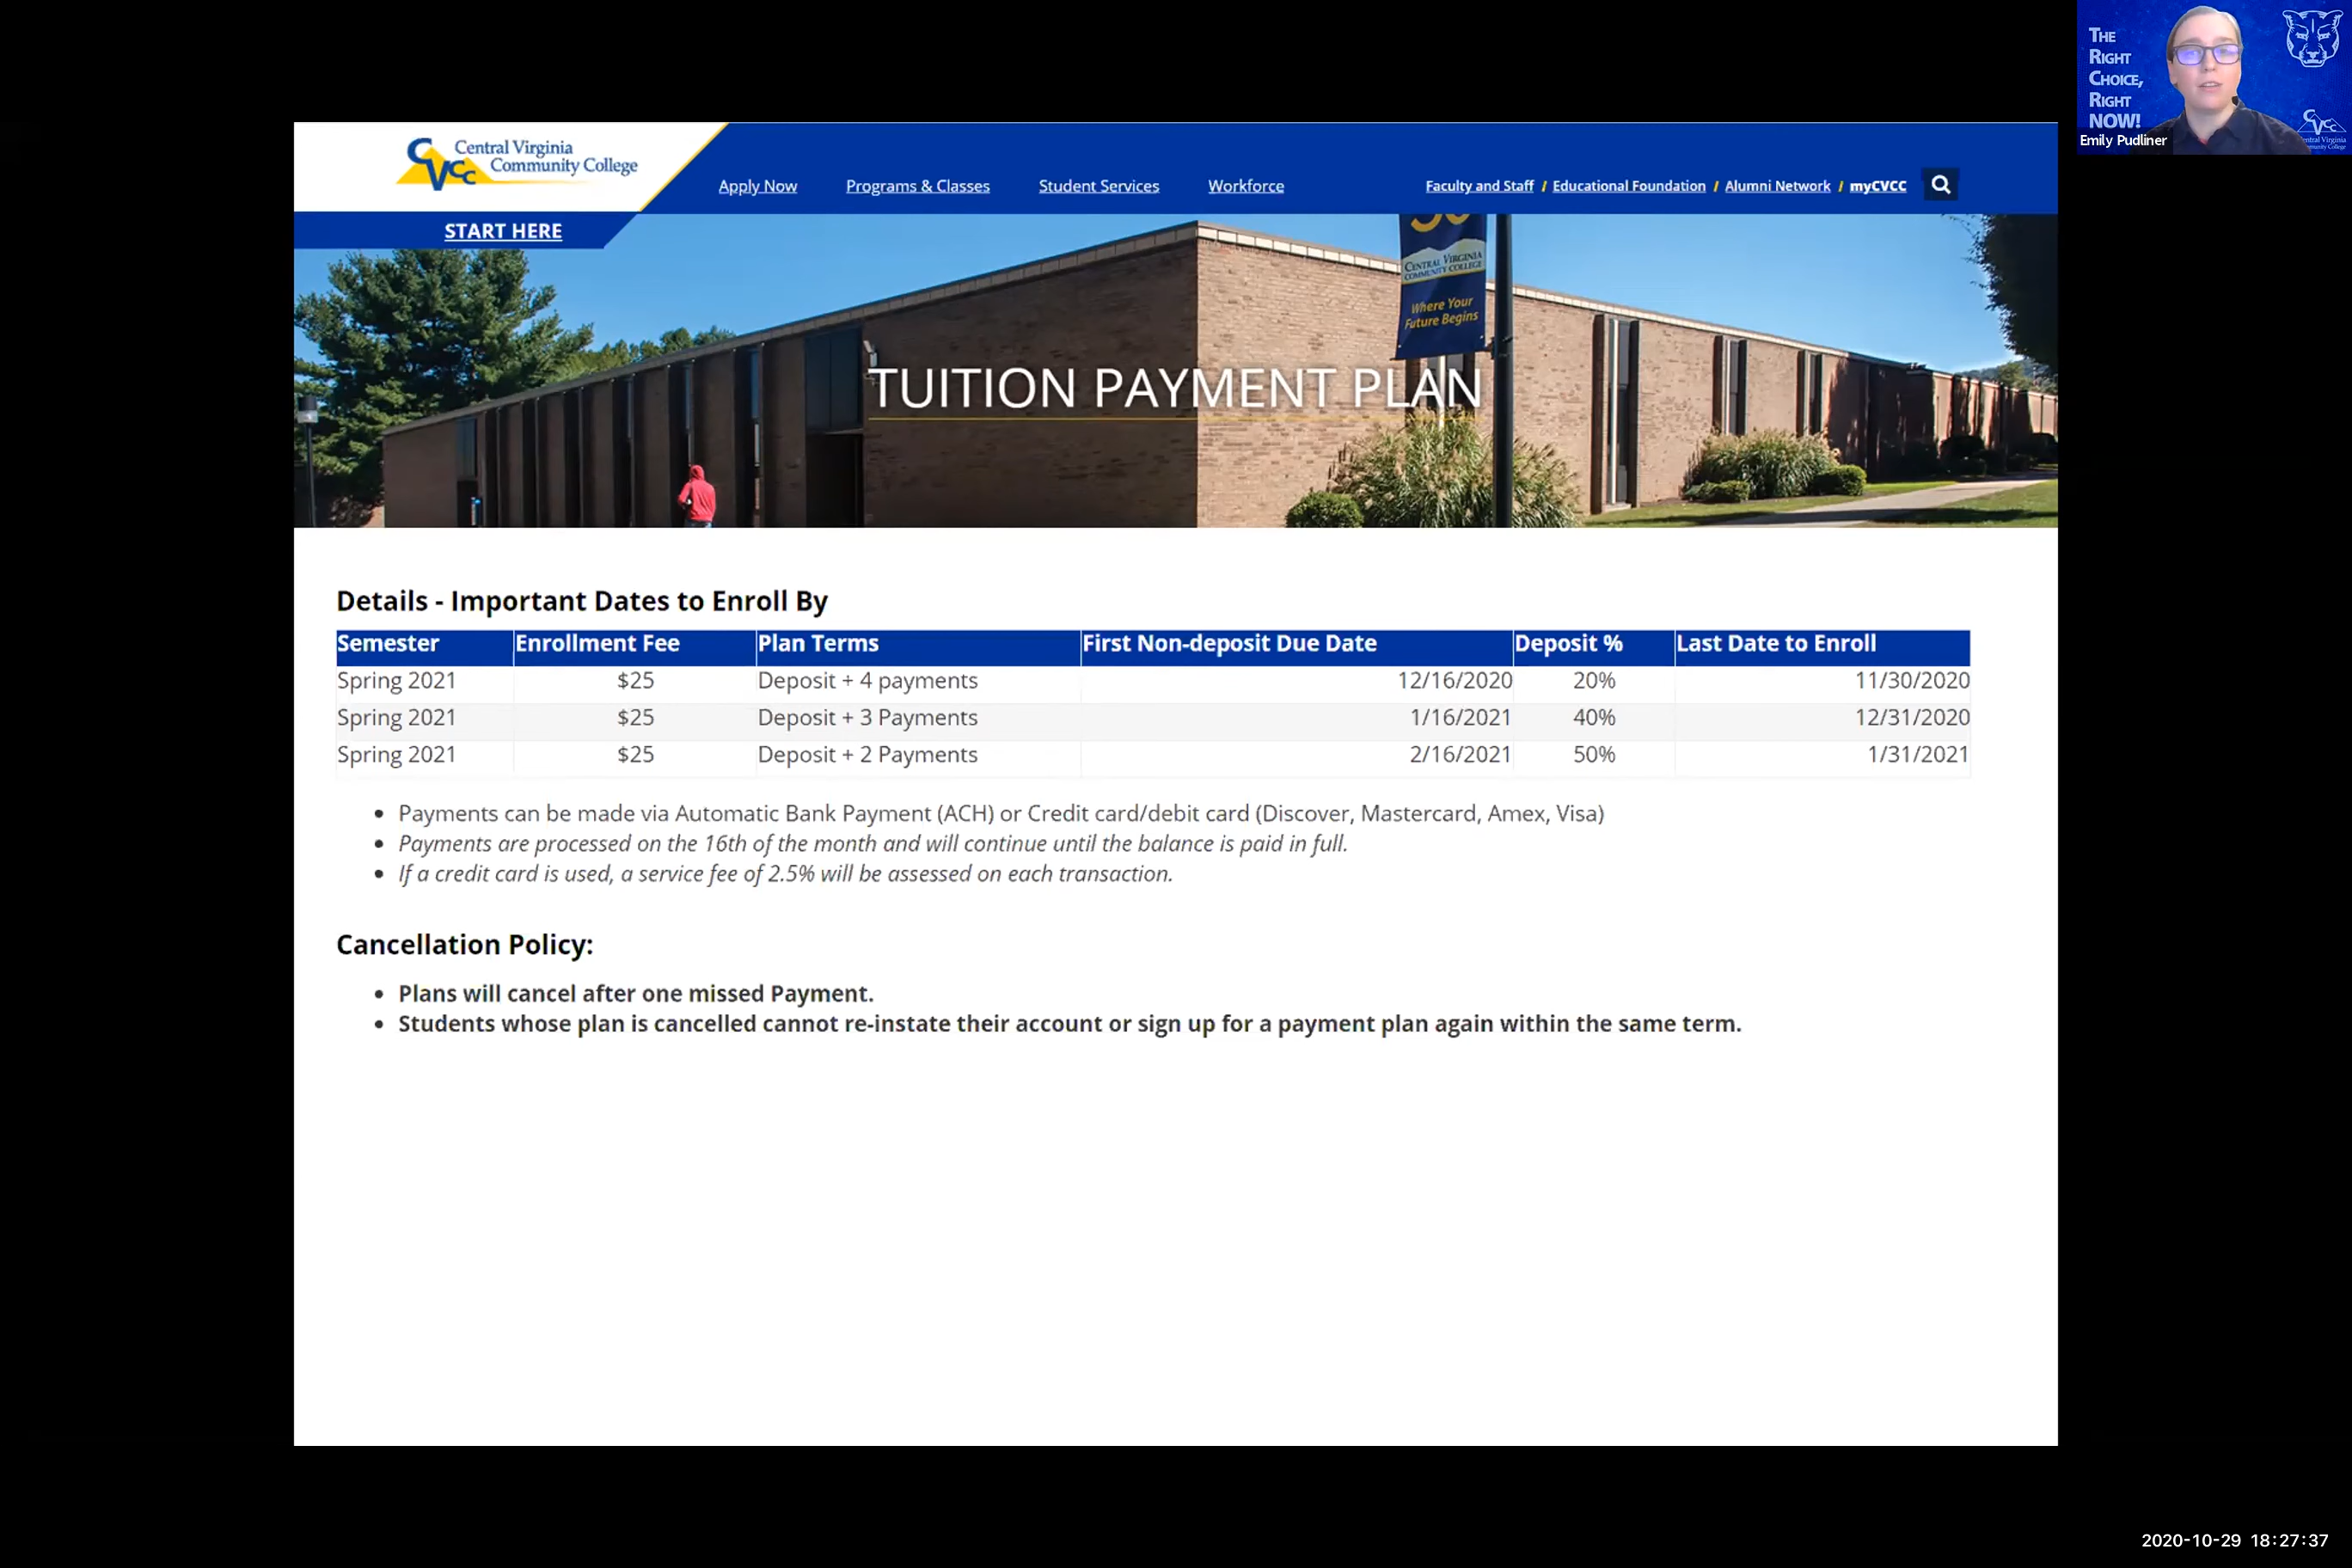 THE
RIGHT
CHOICE,
RIGHT
NOW!
CVCC
Community College
Emily Pudliner
CVCC
Central Virginia
Community College
Apply Now
Programs & Classes
Student Services
Workforce
Faculty and Staff / Educational Foundation / Alumni Network / myCVCC
START HERE
50
CENTRAL VIRGINIA
COMMUNITY COLLEGE
Where Your
Future Begins
TUITION PAYMENT PLAN
Details - Important Dates to Enroll By
Semester Enrollment Fee Plan Terms First Non-deposit Due Date Deposit % Last Date to Enroll
Spring 2021 $25 Deposit + 4 payments 12/16/2020 20% 11/30/2020
Spring 2021 $25 Deposit + 3 Payments 1/16/2021 40% 12/31/2020
Spring 2021 $25 Deposit + 2 Payments 2/16/2021 50% 1/31/2021
• Payments can be made via Automatic Bank Payment (ACH) or Credit card/debit card (Discover, Mastercard, Amex, Visa)
• Payments are processed on the 16th of the month and will continue until the balance is paid in full.
• If a credit card is used, a service fee of 2.5% will be assessed on each transaction.
Cancellation Policy:
• Plans will cancel after one missed Payment.
• Students whose plan is cancelled cannot re-instate their account or sign up for a payment plan again within the same term.
2020-10-29 18:27:37